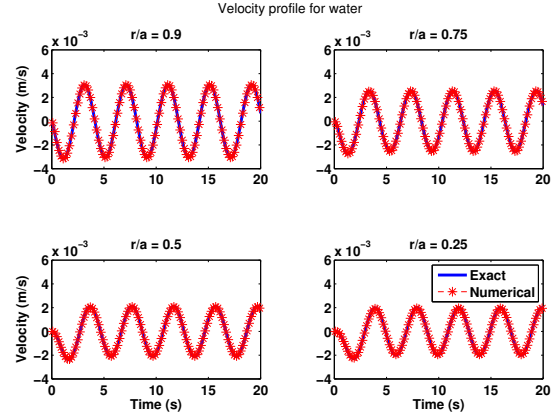 Velocity profile for water
r/a = 0.9
x 10⁻³
6
4
2
0
-2
-4
Velocity (m/s)
0 5 10 15 20
r/a = 0.75
x 10⁻³
6
4
2
0
-2
-4
0 5 10 15 20
r/a = 0.5
x 10⁻³
6
4
2
0
-2
-4
Velocity (m/s)
0 5 10 15 20
Time (s)
r/a = 0.25
x 10⁻³
6
4
2
0
-2
-4
Exact
Numerical
0 5 10 15 20
Time (s)